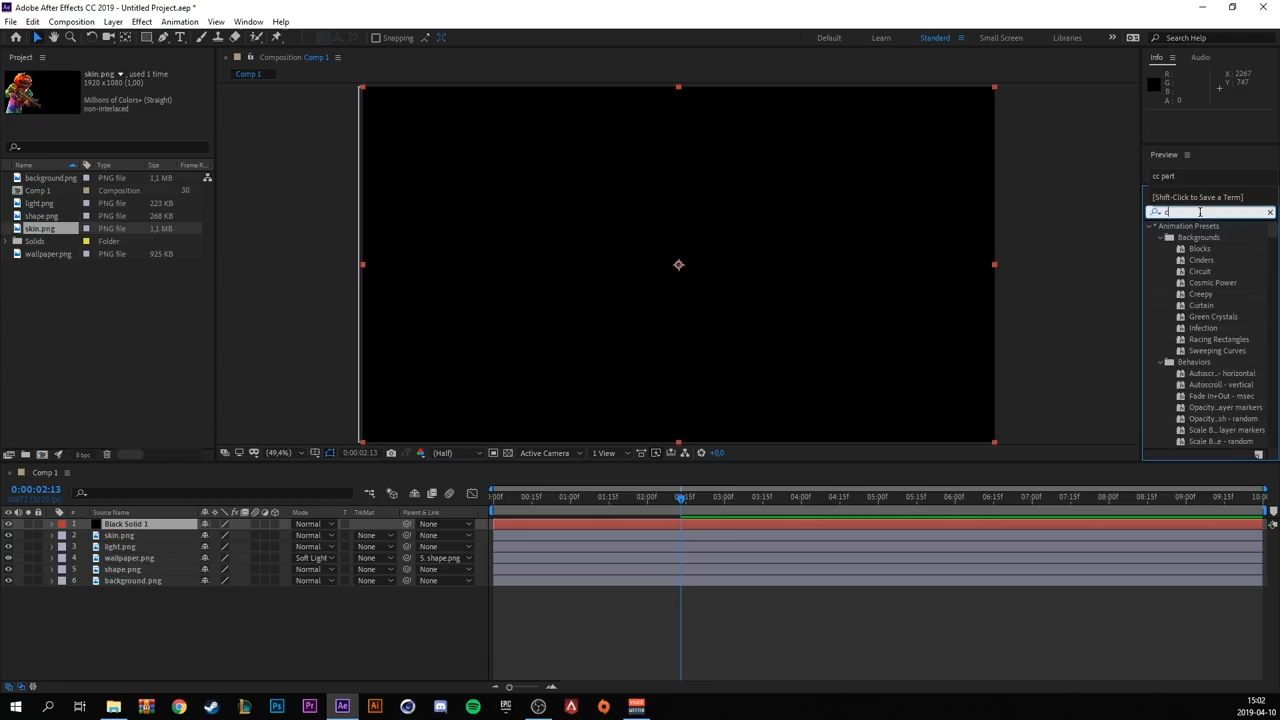 Adobe After Effects CC 2019 - Untitled Project.aep *
File Edit Composition Layer Effect Animation View Window Help
Snapping
Default Learn Standard Small Screen Libraries Search Help
Project
Composition Comp 1
Info Audio
Comp 1
skin.png , used 1 time
1920 x 1080 (1,00)
Millions of Colors+ (Straight)
non-interlaced
R :
G :
B :
A : 0
X : 2267
Y : 747
Preview
cc part
[Shift-Click to Save a Term]
c
Name Type Size Frame R...
background.png PNG file 1,1 MB
Comp 1 Composition 30
light.png PNG file 223 KB
shape.png PNG file 268 KB
skin.png PNG file 1,1 MB
Solids Folder
wallpaper.png PNG file 925 KB
* Animation Presets
Backgrounds
Blocks
Cinders
Circuit
Cosmic Power
Creepy
Curtain
Green Crystals
Infection
Racing Rectangles
Sweeping Curves
Behaviors
Autoscr...- horizontal
Autoscroll - vertical
Fade In+Out - msec
Opacity...ayer markers
Opacity...sh - random
Scale B... layer markers
Scale B...e - random
8 bpc
(49,4%) 0:00:02:13 (Half) Active Camera 1 View +0,0
Comp 1
0:00:02:13
# Source Name Mode T TrkMat Parent & Link
00f 00:15f 01:00f 01:15f 02:00f 02:15f 03:00f 03:15f 04:00f 04:15f 05:00f 05:15f 06:00f 06:15f 07:00f 07:15f 08:00f 08:15f 09:00f 09:15f 10:00
1 Black Solid 1 Normal None
2 skin.png Normal None None
3 light.png Normal None None
4 wallpaper.png Soft Light None 5. shape.png
5 shape.png Normal None None
6 background.png Normal None None
15:02
2019-04-10